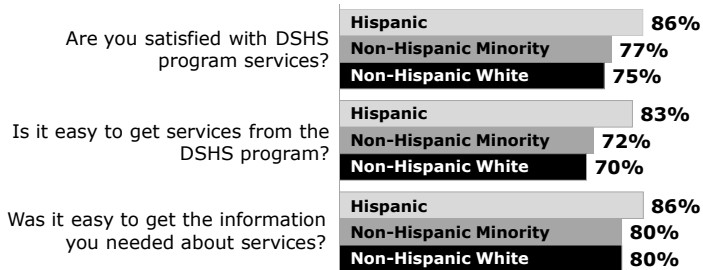 Are you satisfied with DSHS
program services?
Hispanic 86%
Non-Hispanic Minority 77%
Non-Hispanic White 75%
Is it easy to get services from the
DSHS program?
Hispanic 83%
Non-Hispanic Minority 72%
Non-Hispanic White 70%
Was it easy to get the information
you needed about services?
Hispanic 86%
Non-Hispanic Minority 80%
Non-Hispanic White 80%